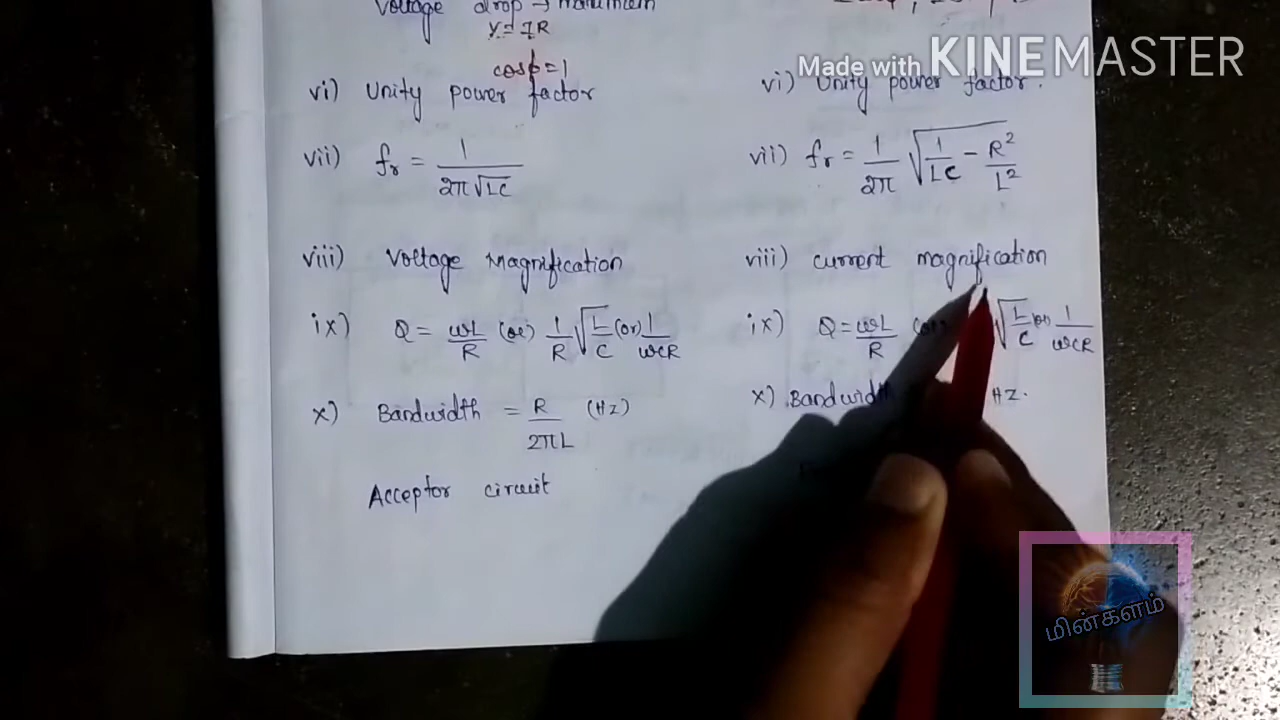 Voltage drop → maximum
V = IR
cosϕ = 1
vi) Unity power factor
vii) fr = 1 / 2π√LC
viii) Voltage Magnification
ix) Q = ωL/R (or) 1/R √L/C (or) 1/ωCR
x) Bandwidth = R/2πL (Hz)
Acceptor circuit
Made with KINEMASTER
vi) Unity power factor.
vii) fr = 1/2π √1/LC − R²/L²
viii) current magnification
ix) Q = ωL/R √L/C (or) 1/ωCR
x) Bandwidth Hz.
மின்களம்